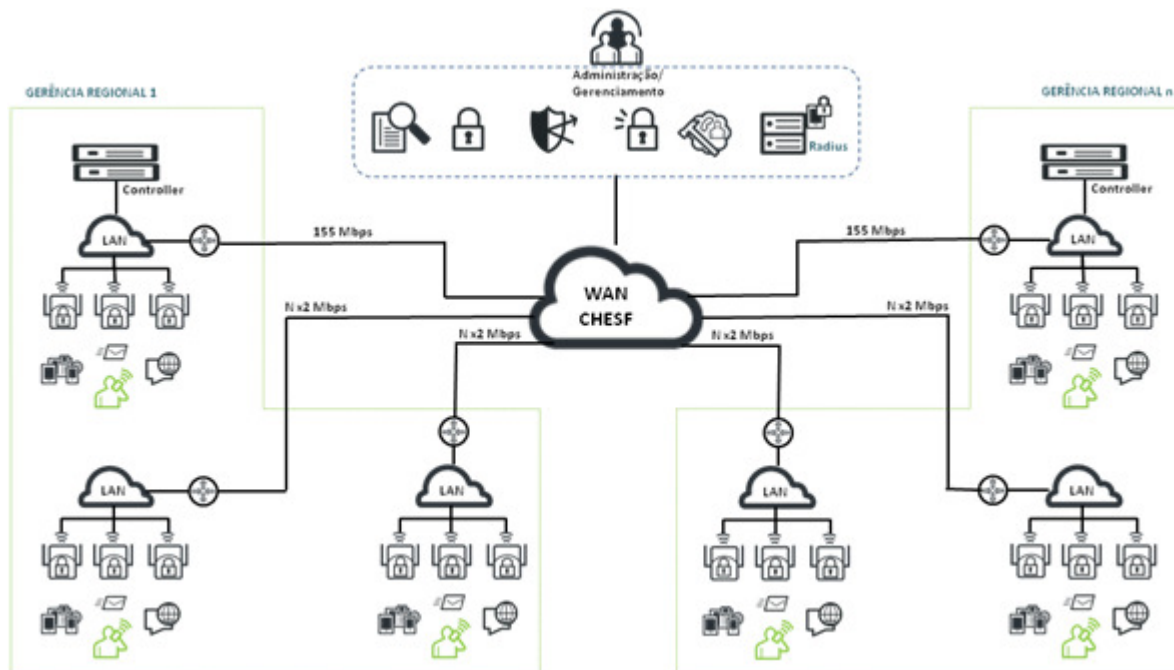 Administração/
Gerenciamento
GERÊNCIA REGIONAL 1
GERÊNCIA REGIONAL n
Radius
Controller
Controller
LAN
155 Mbps
155 Mbps
LAN
WAN
CHESF
N x2 Mbps
N x2 Mbps
N x2 Mbps
N x2 Mbps
LAN
LAN
LAN
LAN